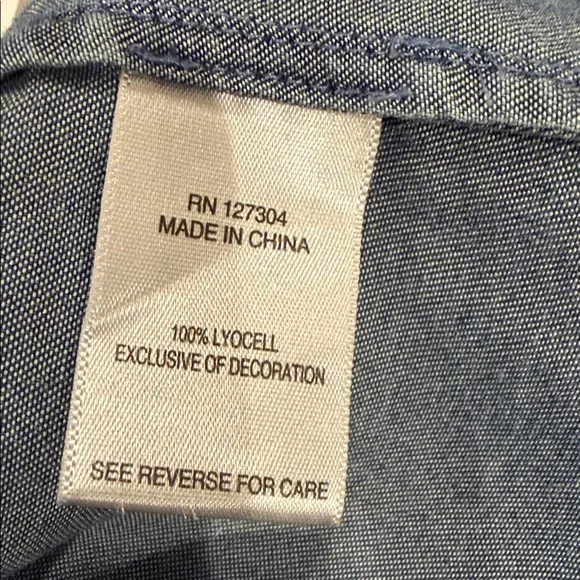 RN 127304
MADE IN CHINA
100% LYOCELL
EXCLUSIVE OF DECORATION
SEE REVERSE FOR CARE